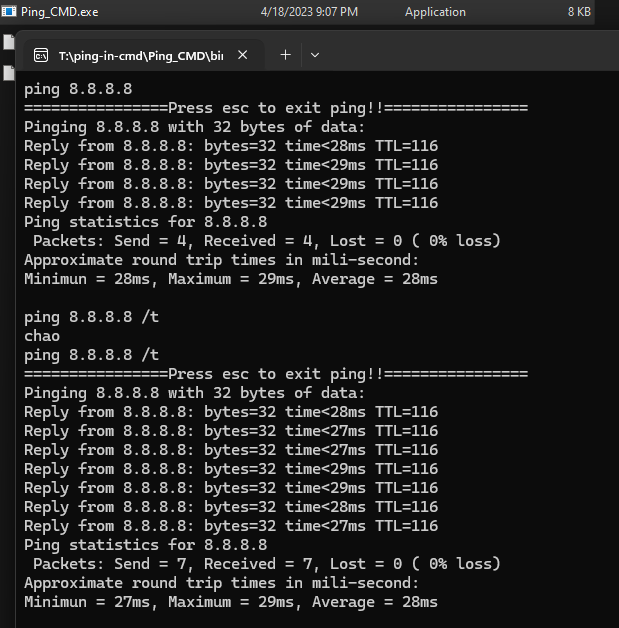 Ping_CMD.exe 4/18/2023 9:07 PM Application 8 KB
T:\ping-in-cmd\Ping_CMD\bin
ping 8.8.8.8
================Press esc to exit ping!!================
Pinging 8.8.8.8 with 32 bytes of data:
Reply from 8.8.8.8: bytes=32 time<28ms TTL=116
Reply from 8.8.8.8: bytes=32 time<29ms TTL=116
Reply from 8.8.8.8: bytes=32 time<29ms TTL=116
Reply from 8.8.8.8: bytes=32 time<29ms TTL=116
Ping statistics for 8.8.8.8
 Packets: Send = 4, Received = 4, Lost = 0 ( 0% loss)
Approximate round trip times in mili-second:
Minimun = 28ms, Maximum = 29ms, Average = 28ms
ping 8.8.8.8 /t
chao
ping 8.8.8.8 /t
================Press esc to exit ping!!================
Pinging 8.8.8.8 with 32 bytes of data:
Reply from 8.8.8.8: bytes=32 time<28ms TTL=116
Reply from 8.8.8.8: bytes=32 time<27ms TTL=116
Reply from 8.8.8.8: bytes=32 time<27ms TTL=116
Reply from 8.8.8.8: bytes=32 time<29ms TTL=116
Reply from 8.8.8.8: bytes=32 time<29ms TTL=116
Reply from 8.8.8.8: bytes=32 time<28ms TTL=116
Reply from 8.8.8.8: bytes=32 time<27ms TTL=116
Ping statistics for 8.8.8.8
 Packets: Send = 7, Received = 7, Lost = 0 ( 0% loss)
Approximate round trip times in mili-second:
Minimun = 27ms, Maximum = 29ms, Average = 28ms